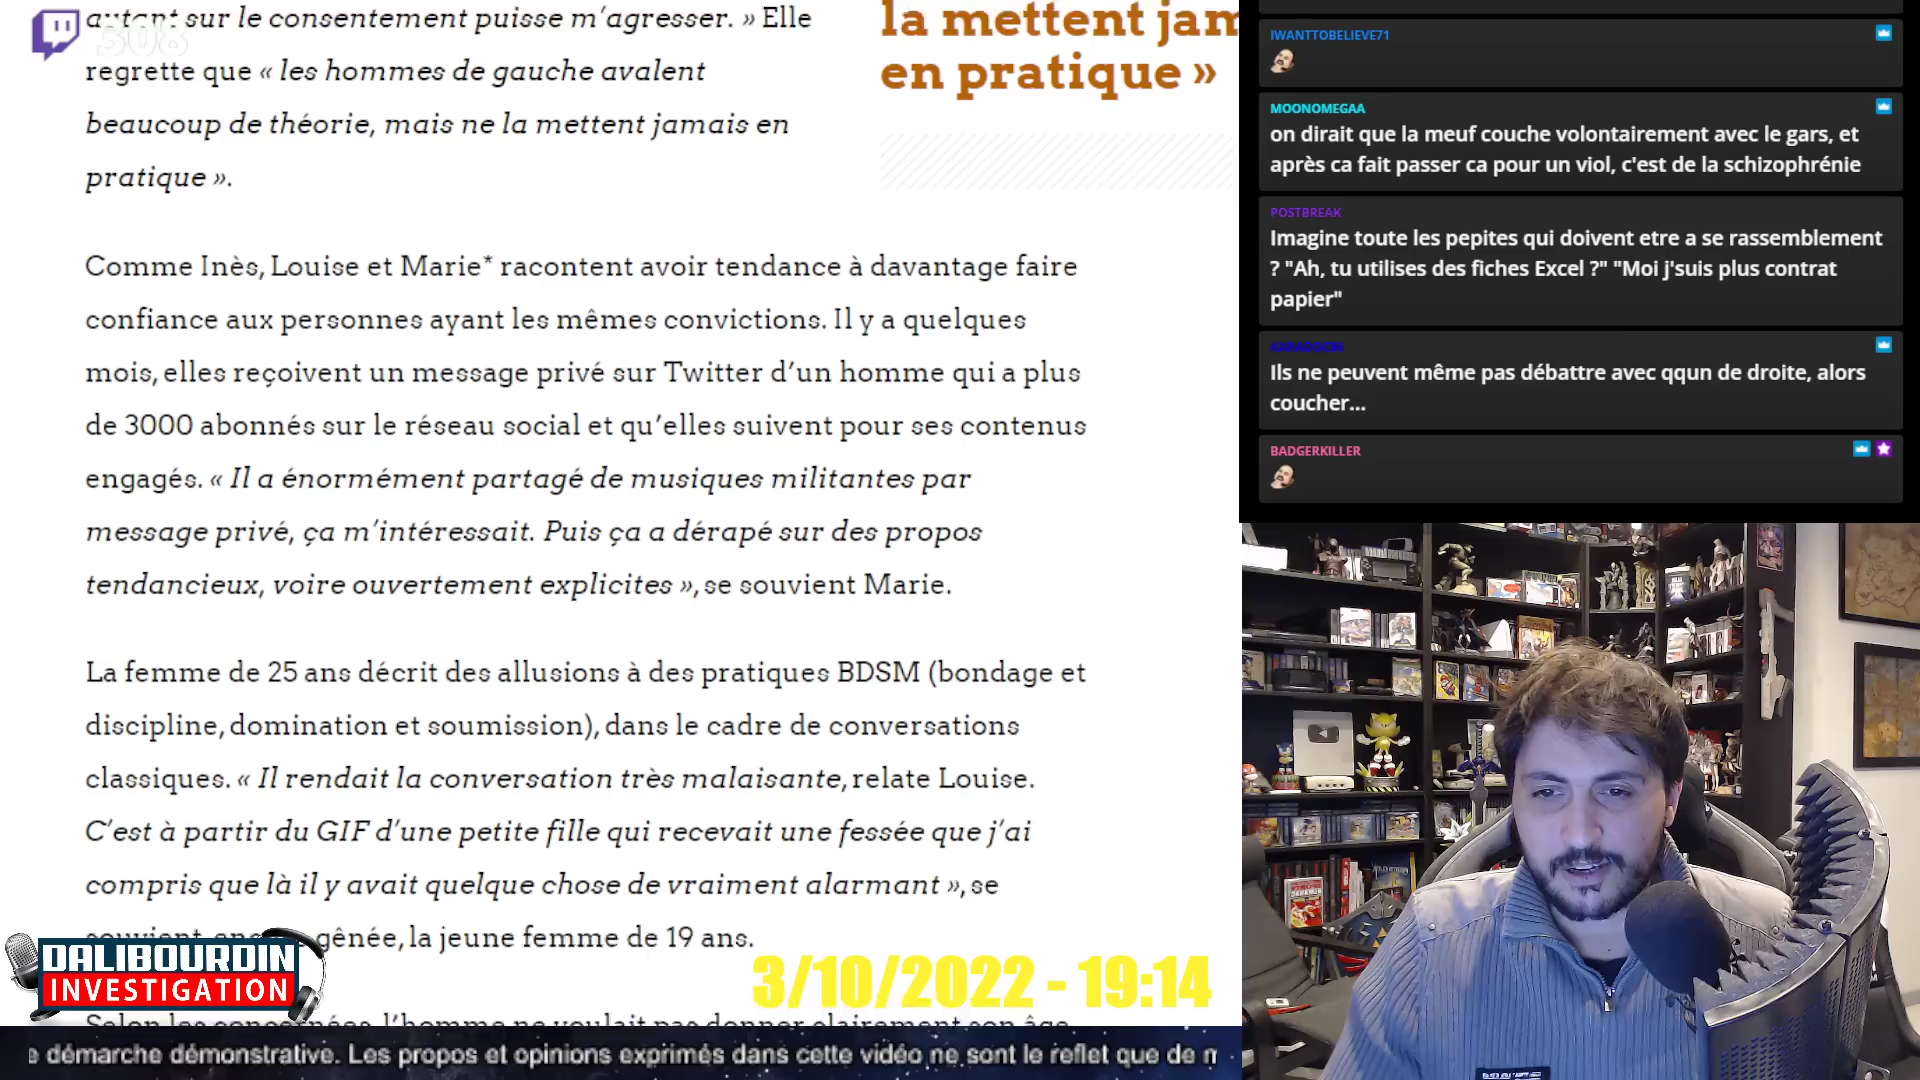 308
autant sur le consentement puisse m'agresser. » Elle
regrette que « les hommes de gauche avalent
beaucoup de théorie, mais ne la mettent jamais en
pratique ».
la mettent jam
en pratique »
Comme Inès, Louise et Marie* racontent avoir tendance à davantage faire
confiance aux personnes ayant les mêmes convictions. Il y a quelques
mois, elles reçoivent un message privé sur Twitter d'un homme qui a plus
de 3000 abonnés sur le réseau social et qu'elles suivent pour ses contenus
engagés. « Il a énormément partagé de musiques militantes par
message privé, ça m'intéressait. Puis ça a dérapé sur des propos
tendancieux, voire ouvertement explicites », se souvient Marie.
La femme de 25 ans décrit des allusions à des pratiques BDSM (bondage et
discipline, domination et soumission), dans le cadre de conversations
classiques. « Il rendait la conversation très malaisante, relate Louise.
C'est à partir du GIF d'une petite fille qui recevait une fessée que j'ai
compris que là il y avait quelque chose de vraiment alarmant », se
gênée, la jeune femme de 19 ans.
Selon les concernées, l'homme ne voulait pas donner clairement son âge
DALIBOURDIN
INVESTIGATION
3/10/2022 - 19:14
e démarche démonstrative. Les propos et opinions exprimés dans cette vidéo ne sont le reflet que de m
IWANTTOBELIEVE71
MOONOMEGAA
on dirait que la meuf couche volontairement avec le gars, et
après ca fait passer ca pour un viol, c'est de la schizophrénie
POSTBREAK
Imagine toute les pepites qui doivent etre a se rassemblement
? "Ah, tu utilises des fiches Excel ?" "Moi j'suis plus contrat
papier"
Ils ne peuvent même pas débattre avec qqun de droite, alors
coucher...
BADGERKILLER